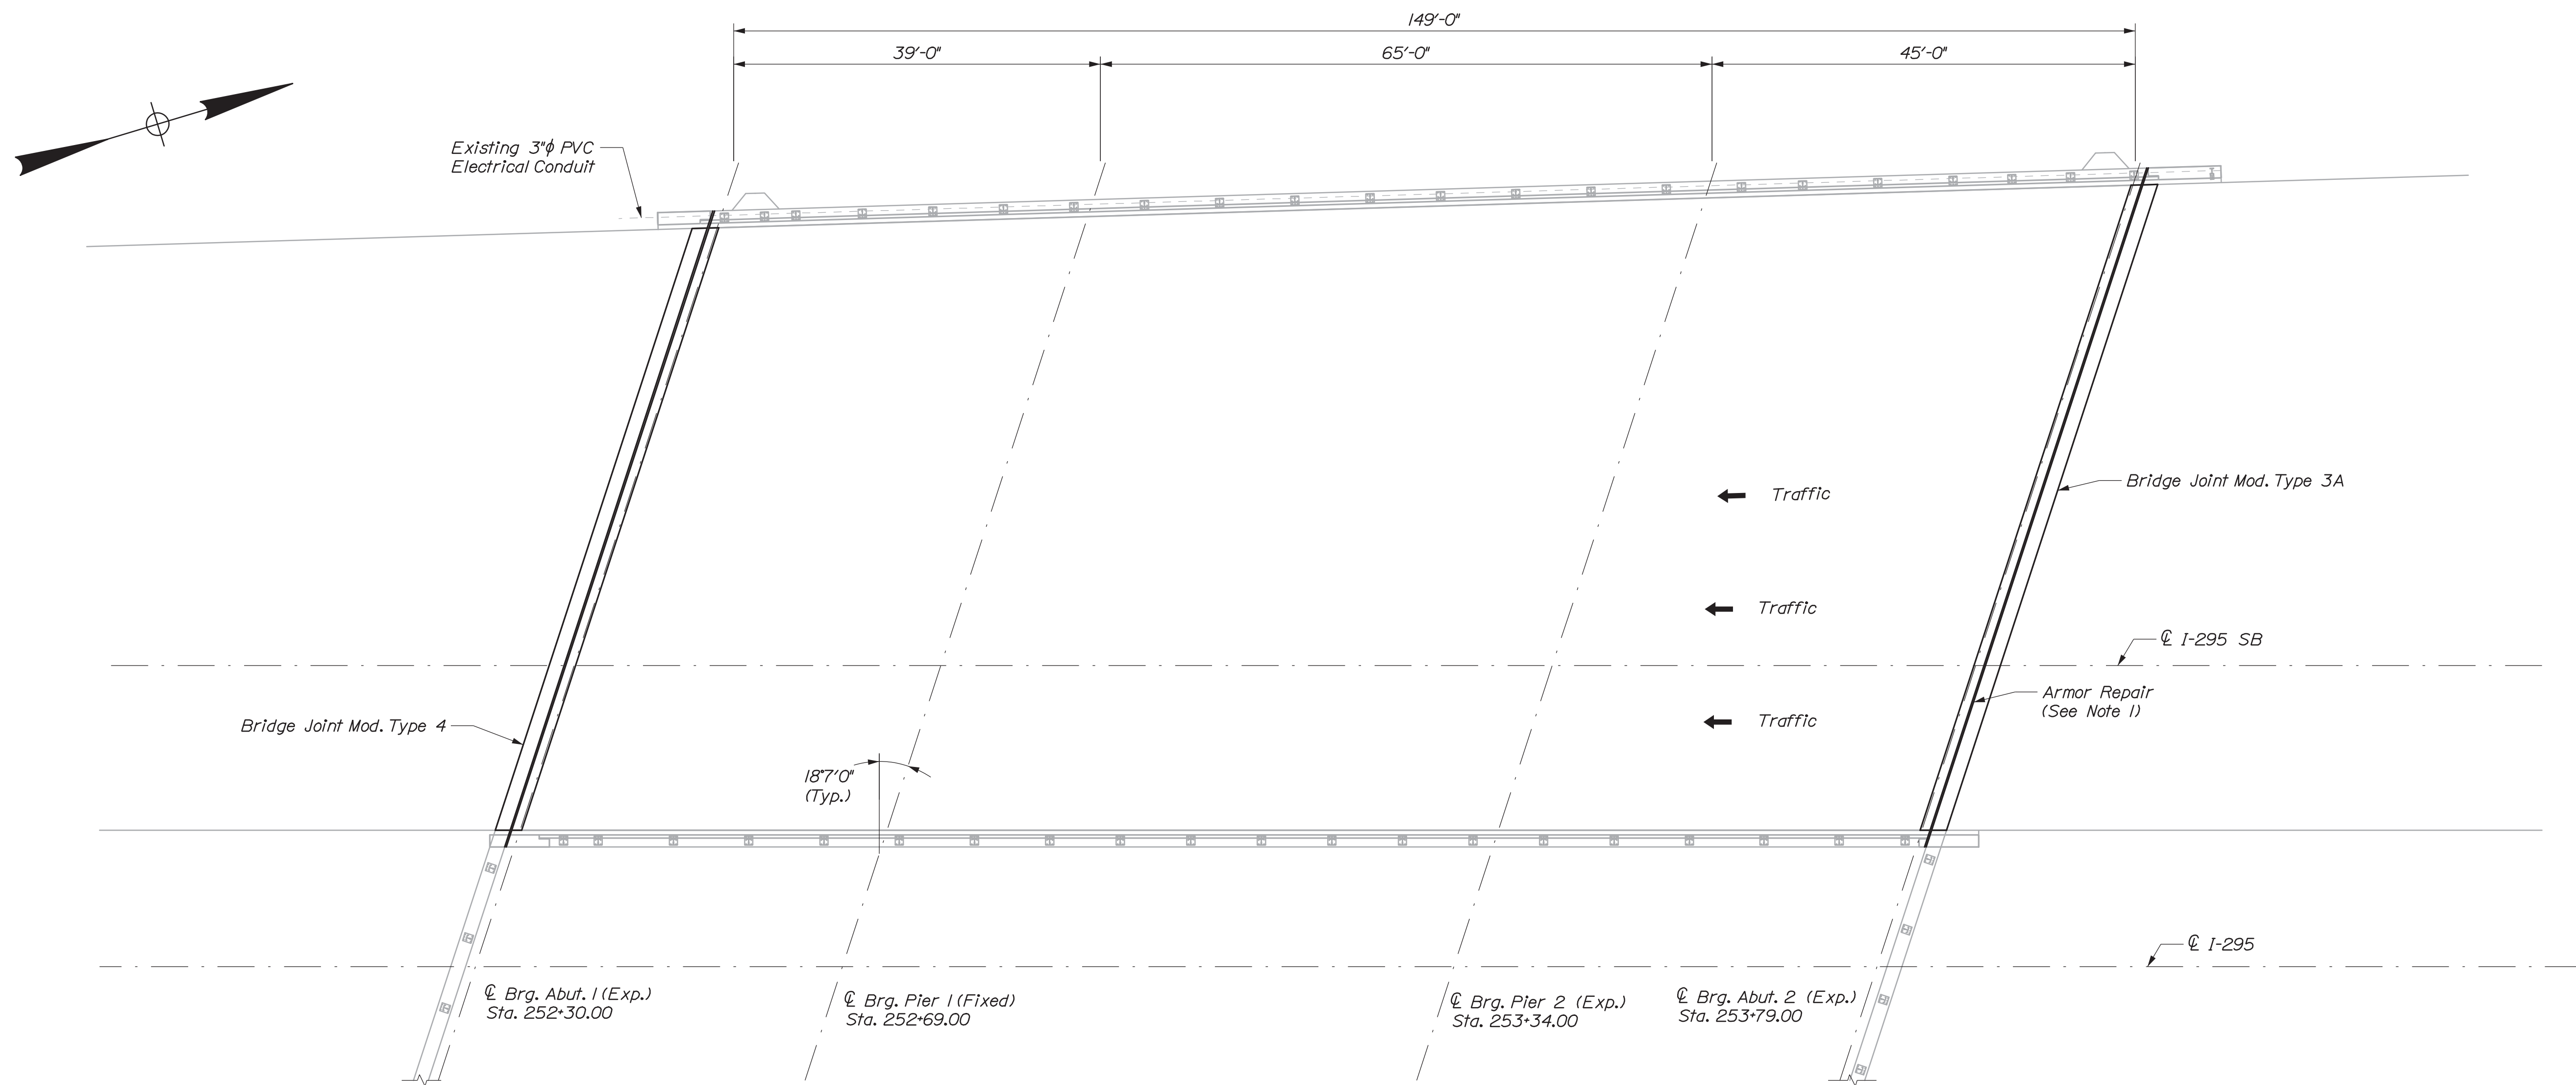 149'-0"
39'-0"
65'-0"
45'-0"
Existing 3"ϕ PVC
Electrical Conduit
Traffic
Bridge Joint Mod. Type 3A
Traffic
℄ I-295 SB
Armor Repair
(See Note 1)
Bridge Joint Mod. Type 4
Traffic
18°7'0"
(Typ.)
℄ I-295
℄ Brg. Abut. 1 (Exp.)
Sta. 252+30.00
℄ Brg. Pier 1 (Fixed)
Sta. 252+69.00
℄ Brg. Pier 2 (Exp.)
Sta. 253+34.00
℄ Brg. Abut. 2 (Exp.)
Sta. 253+79.00